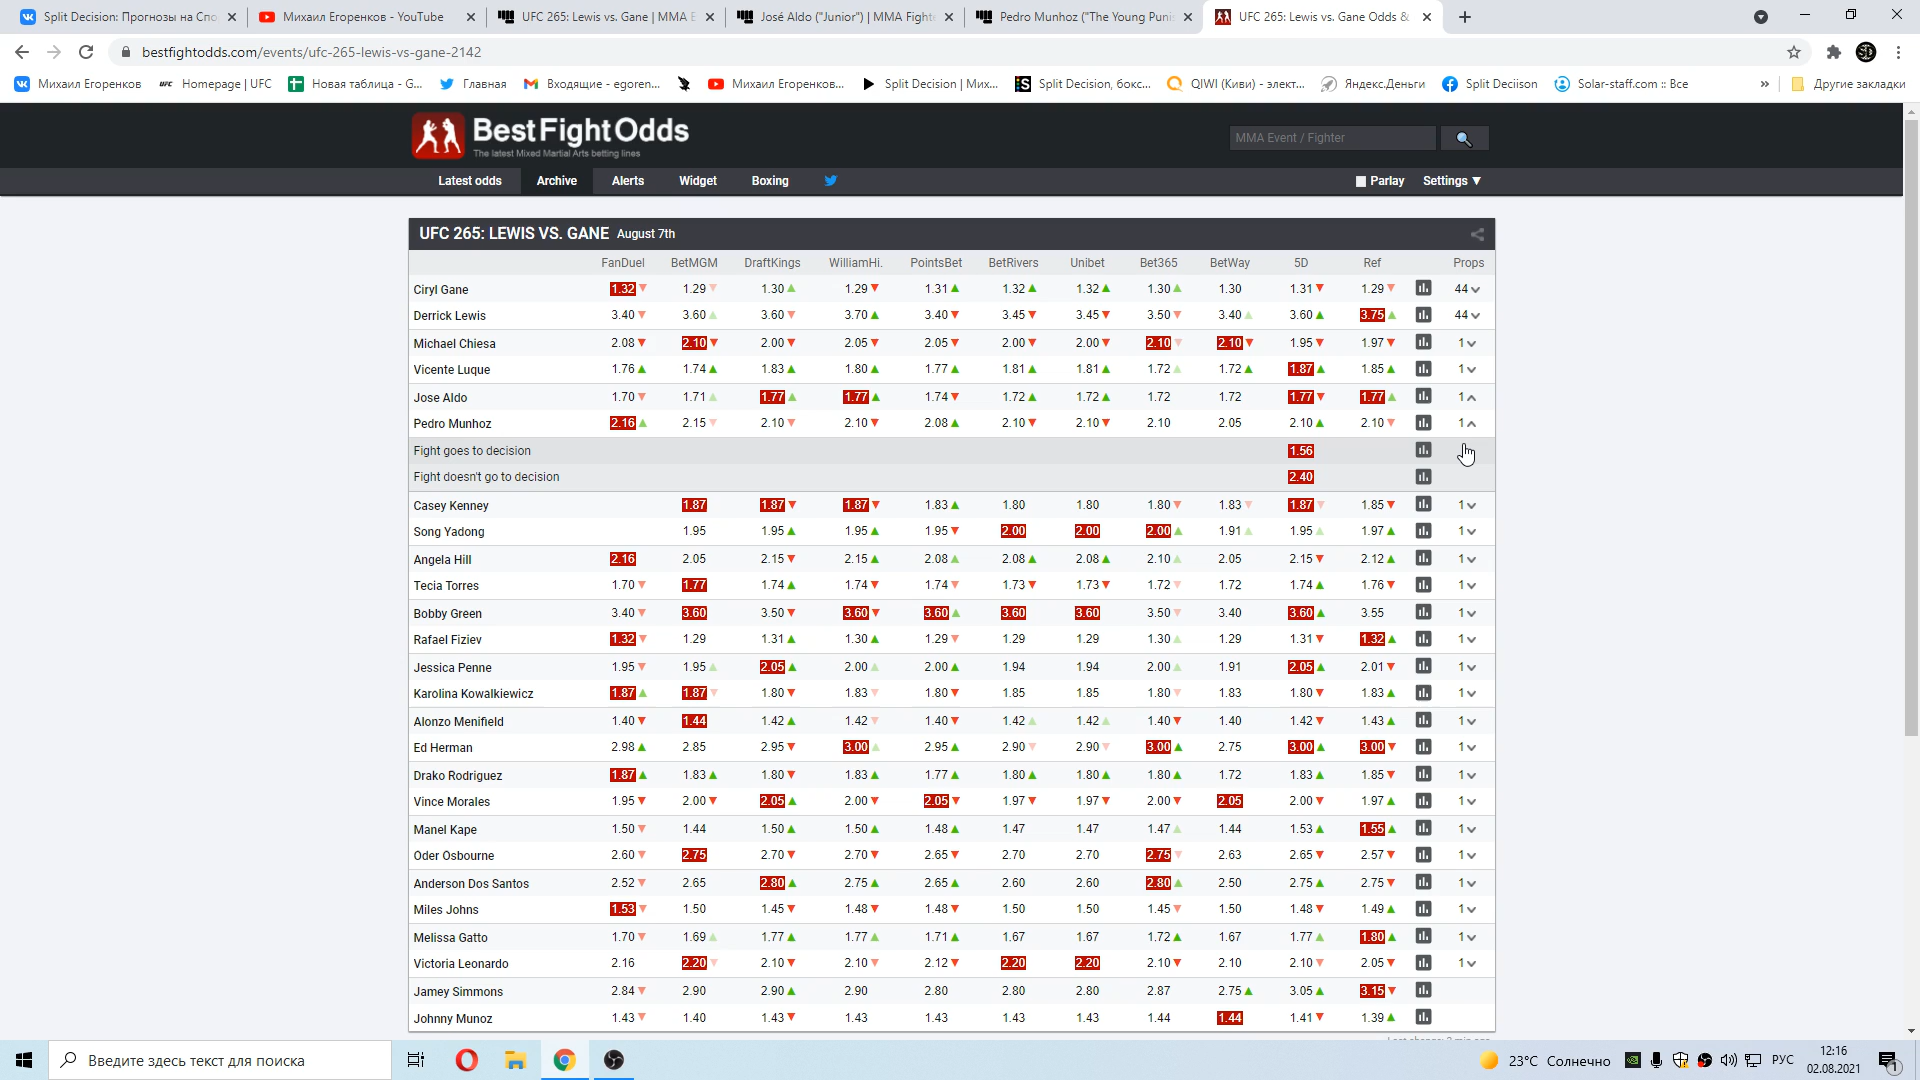 Split Decision: Прогнозы на Спо
Михаил Егоренков - YouTube
UFC 265: Lewis vs. Gane | MMA E
José Aldo ("Junior") | MMA Fighte
Pedro Munhoz ("The Young Puni
UFC 265: Lewis vs. Gane Odds &
bestfightodds.com/events/ufc-265-lewis-vs-gane-2142
Михаил Егоренков
Homepage | UFC
Новая таблица - G...
Главная
Входящие - egoren...
Михаил Егоренков...
Split Decision | Мих...
Split Decision, бокс...
QIWI (Киви) - элект...
Яндекс.Деньги
Split Deciison
Solar-staff.com :: Все
»
Другие закладки
BestFightOdds
The latest Mixed Martial Arts betting lines
MMA Event / Fighter
Latest odds Archive Alerts Widget Boxing Parlay Settings ▼
UFC 265: LEWIS VS. GANE August 7th
FanDuel BetMGM DraftKings WilliamHi. PointsBet BetRivers Unibet Bet365 BetWay 5D Ref Props
Ciryl Gane 1.32▼ 1.29▼ 1.30▲ 1.29▼ 1.31▲ 1.32▲ 1.32▲ 1.30▲ 1.30 1.31▼ 1.29▼ 44
Derrick Lewis 3.40▼ 3.60▲ 3.60▼ 3.70▲ 3.40▼ 3.45▼ 3.45▼ 3.50▼ 3.40▲ 3.60▲ 3.75▲ 44
Michael Chiesa 2.08▼ 2.10▼ 2.00▼ 2.05▼ 2.05▼ 2.00▼ 2.00▼ 2.10▼ 2.10▼ 1.95▼ 1.97▼ 1
Vicente Luque 1.76▲ 1.74▲ 1.83▲ 1.80▲ 1.77▲ 1.81▲ 1.81▲ 1.72▲ 1.72▲ 1.87▲ 1.85▲ 1
Jose Aldo 1.70▼ 1.71▲ 1.77▲ 1.77▲ 1.74▼ 1.72▲ 1.72▲ 1.72 1.72 1.77▼ 1.77▲ 1
Pedro Munhoz 2.16▲ 2.15▼ 2.10▼ 2.10▼ 2.08▲ 2.10▼ 2.10▼ 2.10 2.05 2.10▲ 2.10▼ 1
Fight goes to decision 1.56
Fight doesn't go to decision 2.40
Casey Kenney 1.87 1.87▼ 1.87▼ 1.83▲ 1.80 1.80 1.80▼ 1.83▼ 1.87▼ 1.85▼ 1
Song Yadong 1.95 1.95▲ 1.95▲ 1.95▼ 2.00 2.00 2.00▲ 1.91▲ 1.95▲ 1.97▲ 1
Angela Hill 2.16 2.05 2.15▼ 2.15▲ 2.08▲ 2.08▲ 2.08▲ 2.10▲ 2.05 2.15▼ 2.12▲ 1
Tecia Torres 1.70▼ 1.77 1.74▲ 1.74▼ 1.74▼ 1.73▼ 1.73▼ 1.72▼ 1.72 1.74▲ 1.76▼ 1
Bobby Green 3.40▼ 3.60 3.50▼ 3.60▼ 3.60▲ 3.60 3.60 3.50▼ 3.40 3.60▲ 3.55 1
Rafael Fiziev 1.32▼ 1.29 1.31▲ 1.30▲ 1.29▼ 1.29 1.29 1.30▲ 1.29 1.31▼ 1.32▲ 1
Jessica Penne 1.95▼ 1.95▲ 2.05▲ 2.00▲ 2.00▲ 1.94 1.94 2.00▲ 1.91 2.05▲ 2.01▼ 1
Karolina Kowalkiewicz 1.87▲ 1.87▼ 1.80▼ 1.83▼ 1.80▼ 1.85 1.85 1.80▼ 1.83 1.80▼ 1.83▲ 1
Alonzo Menifield 1.40▼ 1.44 1.42▲ 1.42▼ 1.40▼ 1.42▲ 1.42▲ 1.40▼ 1.40 1.42▼ 1.43▲ 1
Ed Herman 2.98▲ 2.85 2.95▼ 3.00▲ 2.95▲ 2.90▼ 2.90▼ 3.00▲ 2.75 3.00▲ 3.00▼ 1
Drako Rodriguez 1.87▲ 1.83▲ 1.80▼ 1.83▲ 1.77▲ 1.80▲ 1.80▲ 1.80▲ 1.72 1.83▲ 1.85▼ 1
Vince Morales 1.95▼ 2.00▼ 2.05▲ 2.00▼ 2.05▼ 1.97▼ 1.97▼ 2.00▼ 2.05 2.00▼ 1.97▲ 1
Manel Kape 1.50▼ 1.44 1.50▲ 1.50▲ 1.48▲ 1.47 1.47 1.47▲ 1.44 1.53▲ 1.55▲ 1
Oder Osbourne 2.60▼ 2.75 2.70▼ 2.70▼ 2.65▼ 2.70 2.70 2.75▼ 2.63 2.65▼ 2.57▼ 1
Anderson Dos Santos 2.52▼ 2.65 2.80▲ 2.75▲ 2.65▲ 2.60 2.60 2.80▲ 2.50 2.75▲ 2.75▼ 1
Miles Johns 1.53▼ 1.50 1.45▼ 1.48▼ 1.48▼ 1.50 1.50 1.45▼ 1.50 1.48▼ 1.49▲ 1
Melissa Gatto 1.70▼ 1.69▲ 1.77▲ 1.77▲ 1.71▲ 1.67 1.67 1.72▲ 1.67 1.77▲ 1.80▲ 1
Victoria Leonardo 2.16 2.20▼ 2.10▼ 2.10▼ 2.12▼ 2.20 2.20 2.10▼ 2.10 2.10▼ 2.05▼ 1
Jamey Simmons 2.84▼ 2.90 2.90▲ 2.90 2.80 2.80 2.80 2.87 2.75▲ 3.05▲ 3.15▼
Johnny Munoz 1.43▼ 1.40 1.43▼ 1.43 1.43 1.43 1.43 1.44 1.44 1.41▼ 1.39▲
Введите здесь текст для поиска
23°C Солнечно
РУС
12:16
02.08.2021
1